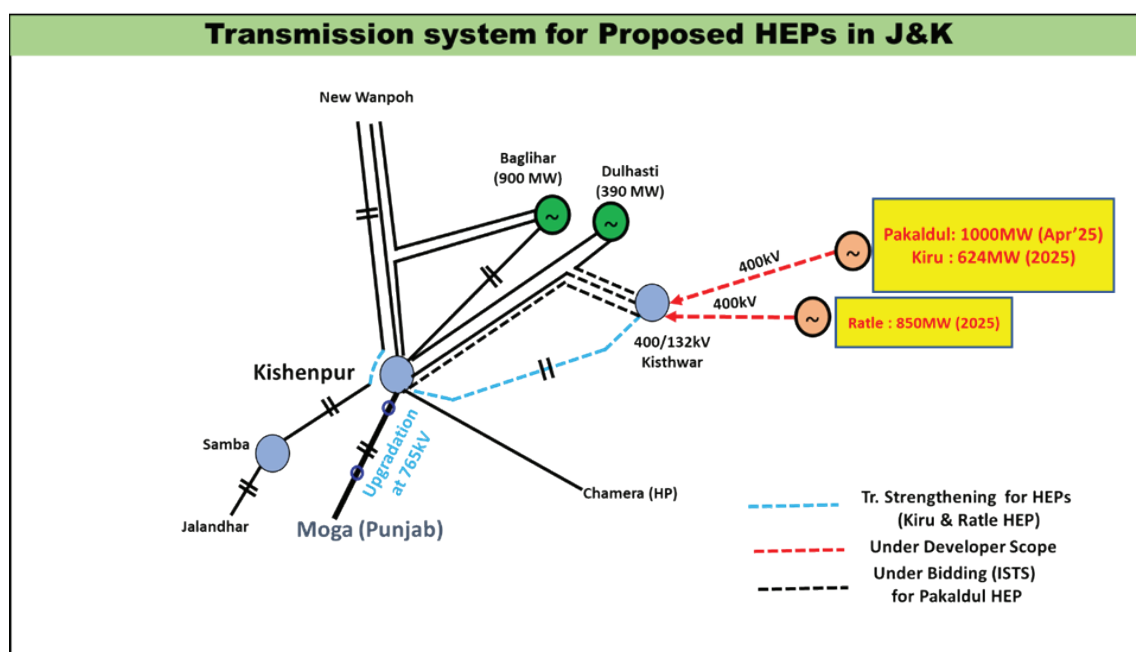 Transmission system for Proposed HEPs in J&K
New Wanpoh
Baglihar
(900 MW)
Dulhasti
(390 MW)
~
~
~
Pakaldul: 1000MW (Apr'25)
Kiru : 624MW (2025)
400kV
400kV
~
Ratle : 850MW (2025)
400/132kV
Kisthwar
Kishenpur
Samba
Upgradation
at 765kV
Jalandhar
Moga (Punjab)
Chamera (HP)
Tr. Strengthening for HEPs
(Kiru & Ratle HEP)
Under Developer Scope
Under Bidding (ISTS)
for Pakaldul HEP